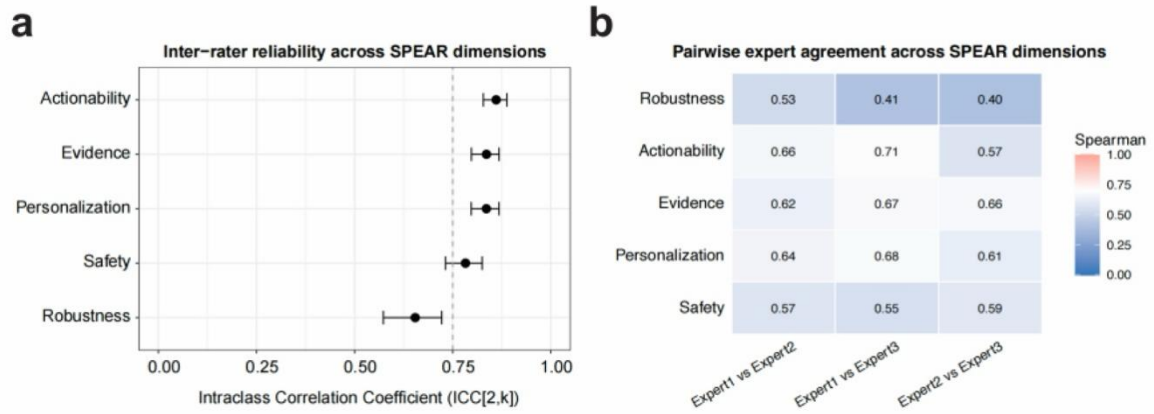 a
Inter−rater reliability across SPEAR dimensions
Actionability
Evidence
Personalization
Safety
Robustness
0.00 0.25 0.50 0.75 1.00
Intraclass Correlation Coefficient (ICC[2,k])
b
Pairwise expert agreement across SPEAR dimensions
Robustness 0.53 0.41 0.40
Actionability 0.66 0.71 0.57
Evidence 0.62 0.67 0.66
Personalization 0.64 0.68 0.61
Safety 0.57 0.55 0.59
Expert1 vs Expert2
Expert1 vs Expert3
Expert2 vs Expert3
Spearman
1.00
0.75
0.50
0.25
0.00